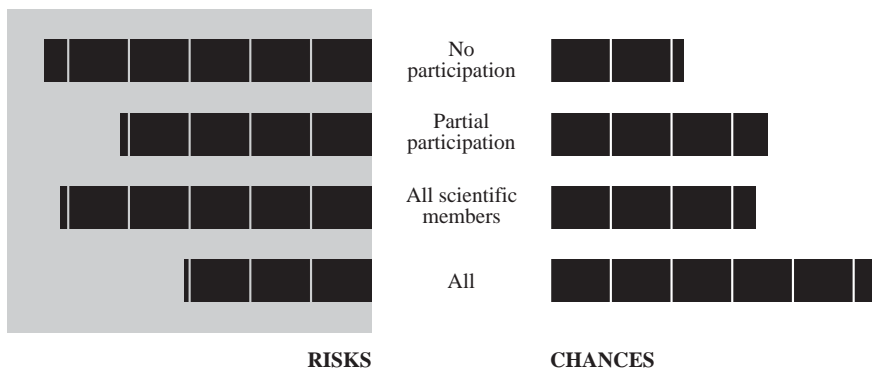 No
participation
Partial
participation
All scientific
members
All
RISKS
CHANCES